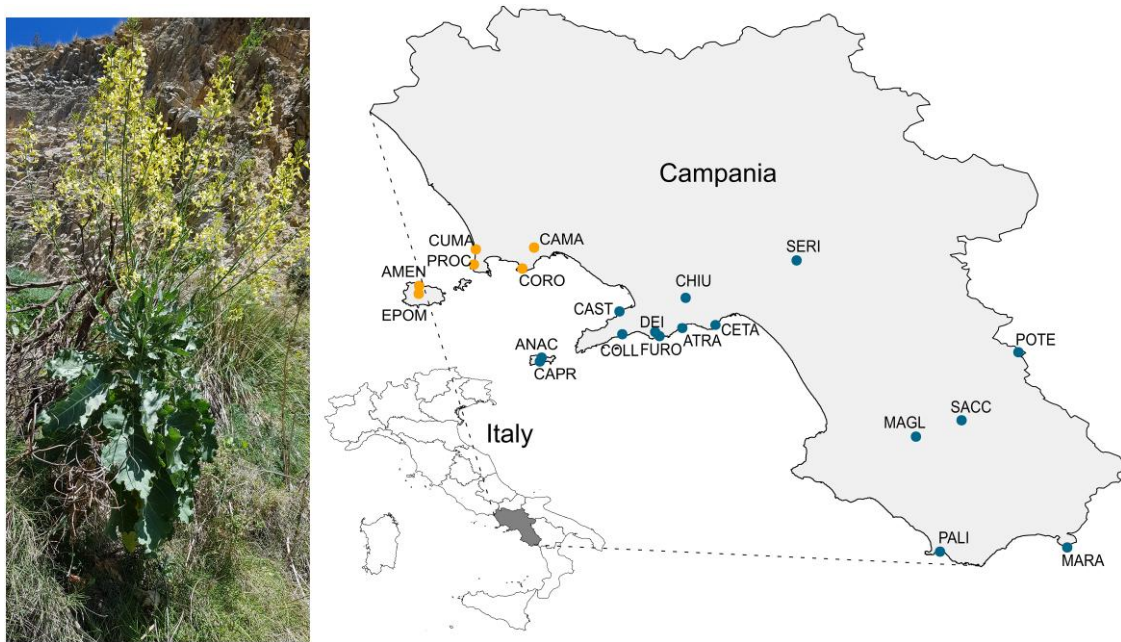 Campania
CUMA
CAMA
PROC
CORO
AMEN
EPOM
SERI
CHIU
CAST
DEI
CETA
ATRA
COLL
FURO
ANAC
CAPR
POTE
SACC
MAGL
Italy
PALI
MARA